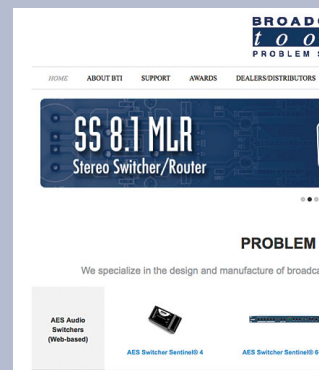 BROAD
t o o
PROBLEM S
HOME ABOUT BTI SUPPORT AWARDS DEALERS/DISTRIBUTORS
SS 8.1 MLR
Stereo Switcher/Router
PROBLEM
We specialize in the design and manufacture of broadca
AES Audio
Switchers
(Web-based)
AES Switcher Sentinel® 4
AES Switcher Sentinel® 6